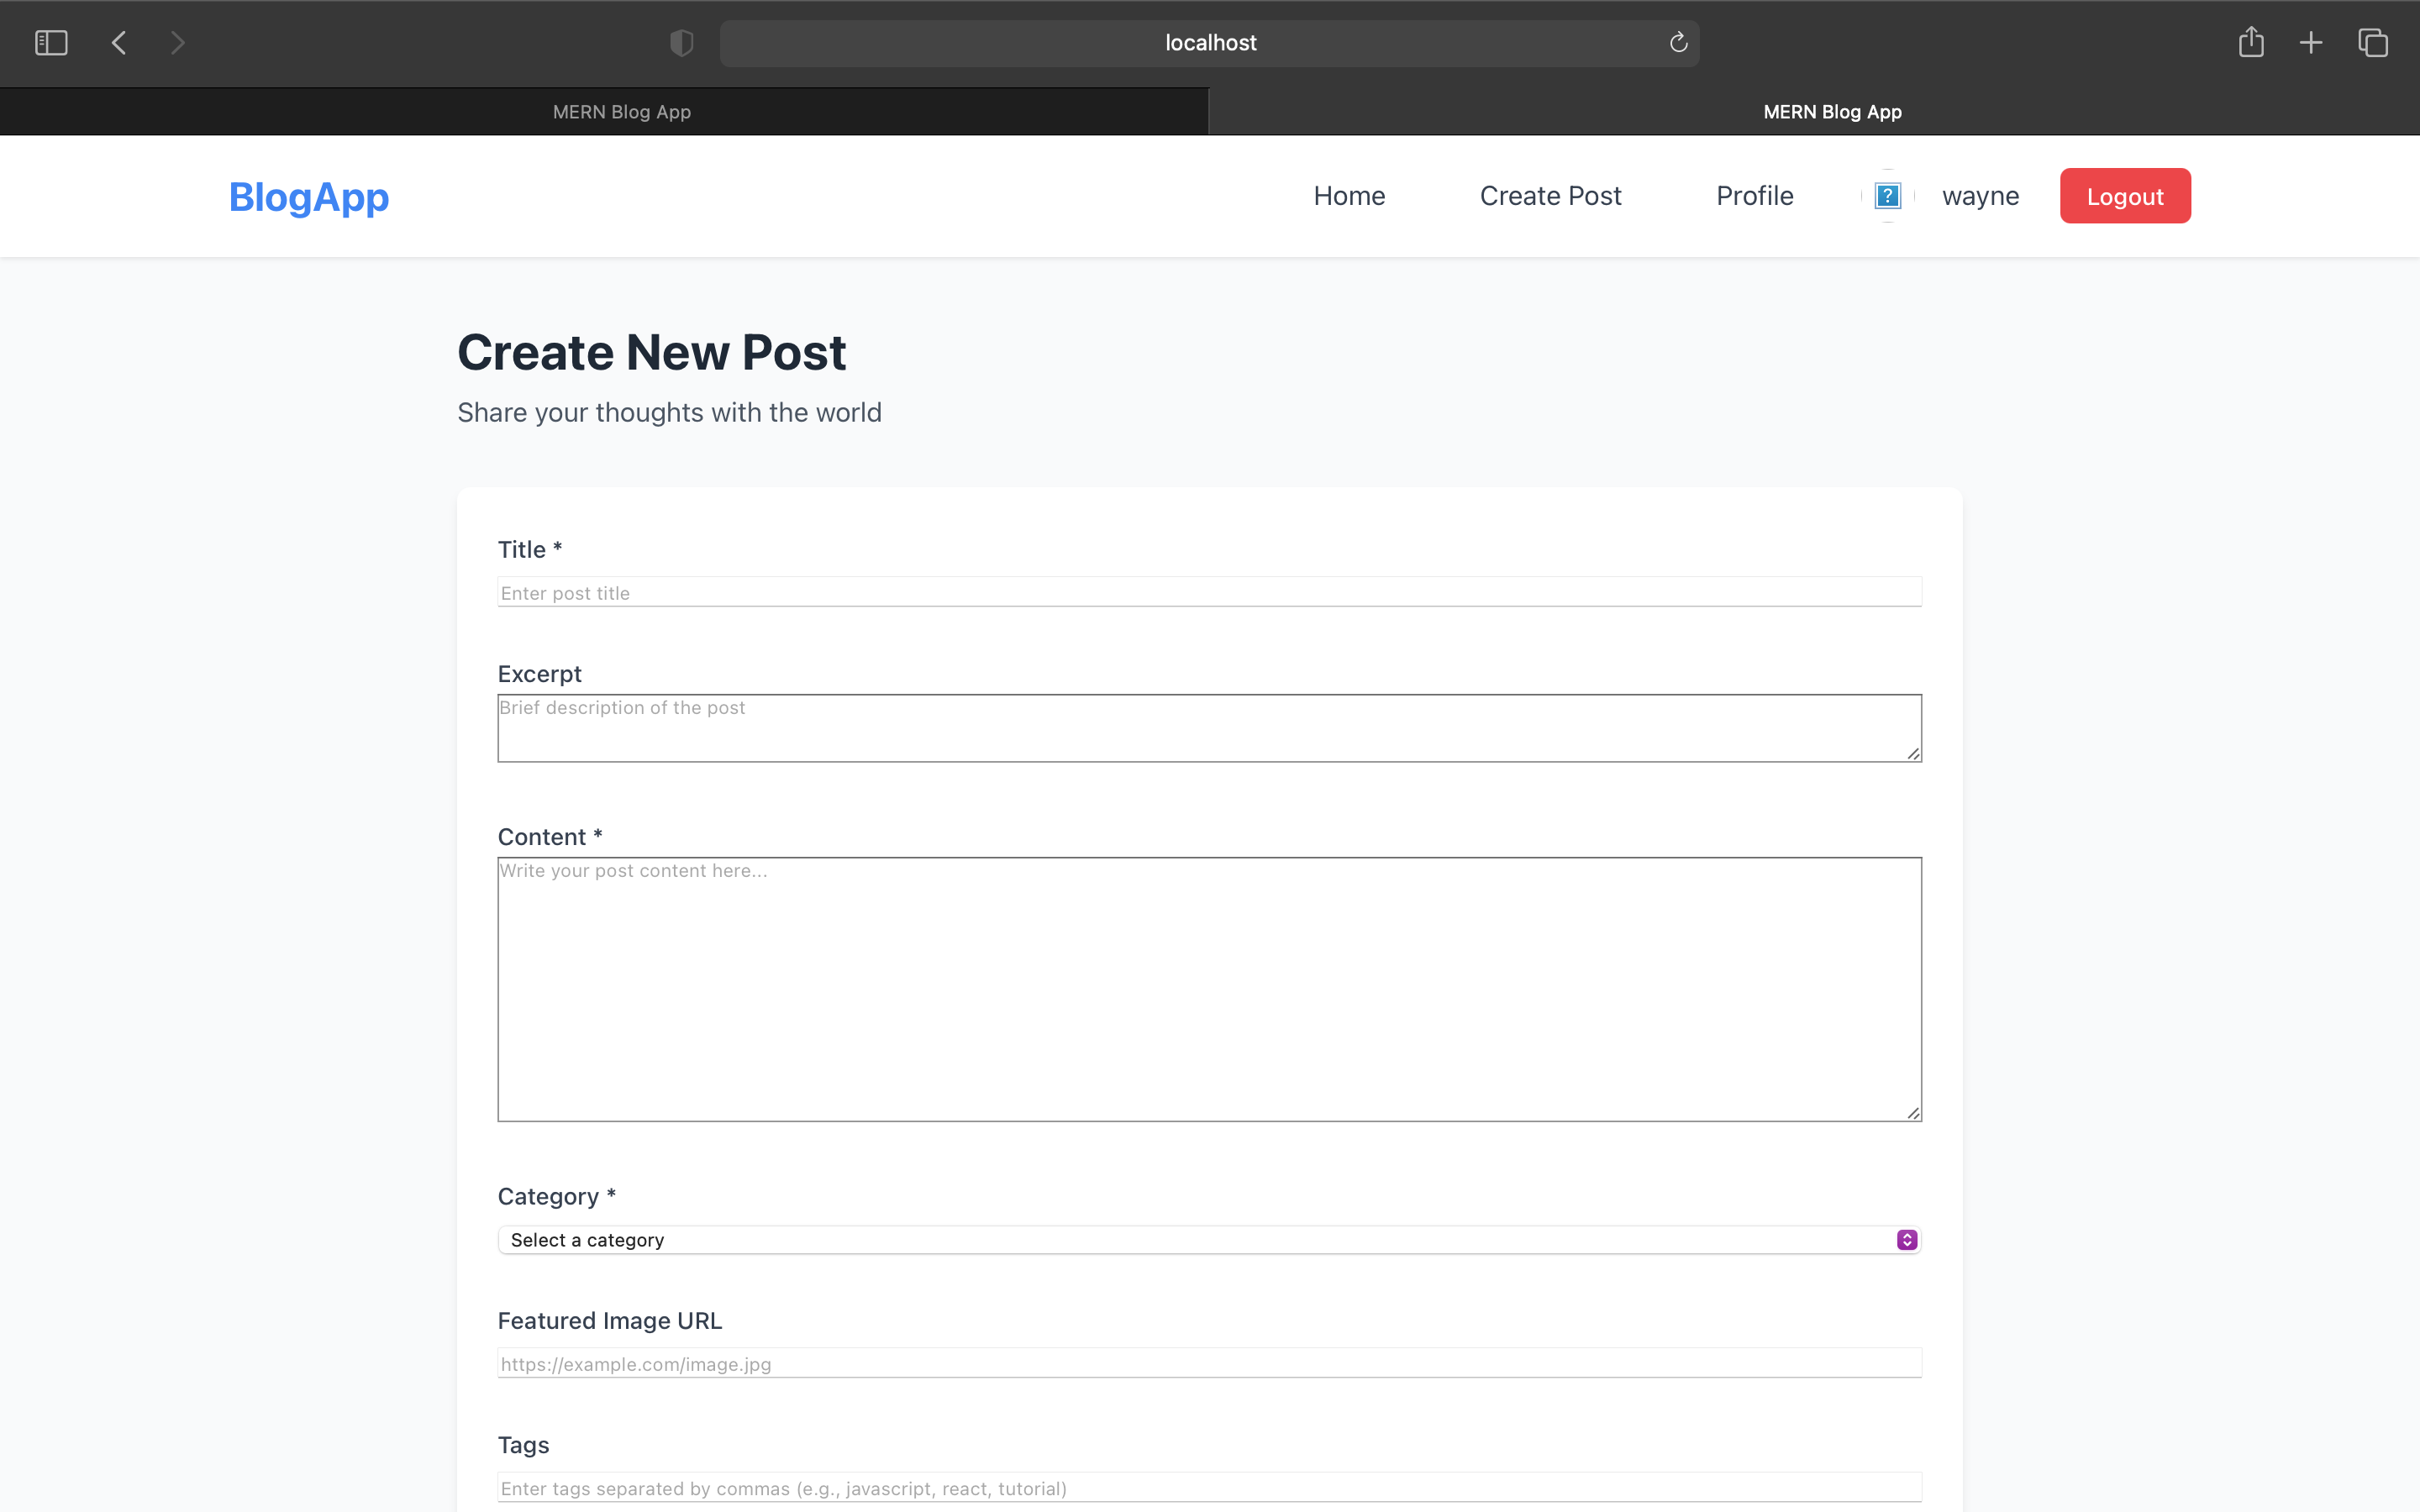 localhost
MERN Blog App
MERN Blog App
BlogApp
Home
Create Post
Profile
?
wayne
Logout
Create New Post
Share your thoughts with the world
Title *
Enter post title
Excerpt
Brief description of the post
Content *
Write your post content here...
Category *
Select a category
Featured Image URL
https://example.com/image.jpg
Tags
Enter tags separated by commas (e.g., javascript, react, tutorial)